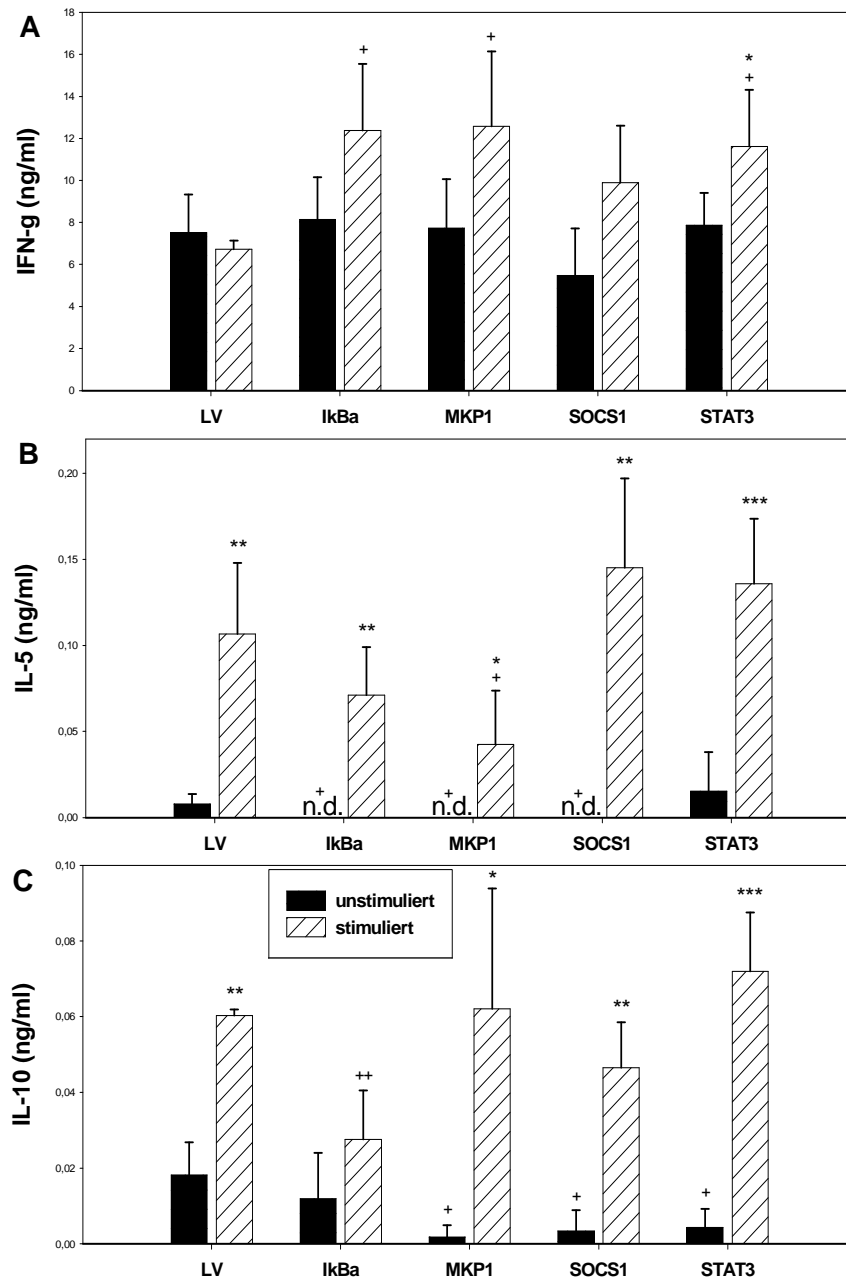 A
IFN-g (ng/ml)
18
16
14
12
10
8
6
4
2
0
+
+
*
+
LV
IkBa
MKP1
SOCS1
STAT3
B
IL-5 (ng/ml)
0,20
0,15
0,10
0,05
0,00
**
**
*
+
**
***
+
n.d.
+
n.d.
+
n.d.
LV
IkBa
MKP1
SOCS1
STAT3
C
IL-10 (ng/ml)
0,10
0,08
0,06
0,04
0,02
0,00
unstimuliert
stimuliert
**
++
+
*
+
**
+
***
LV
IkBa
MKP1
SOCS1
STAT3